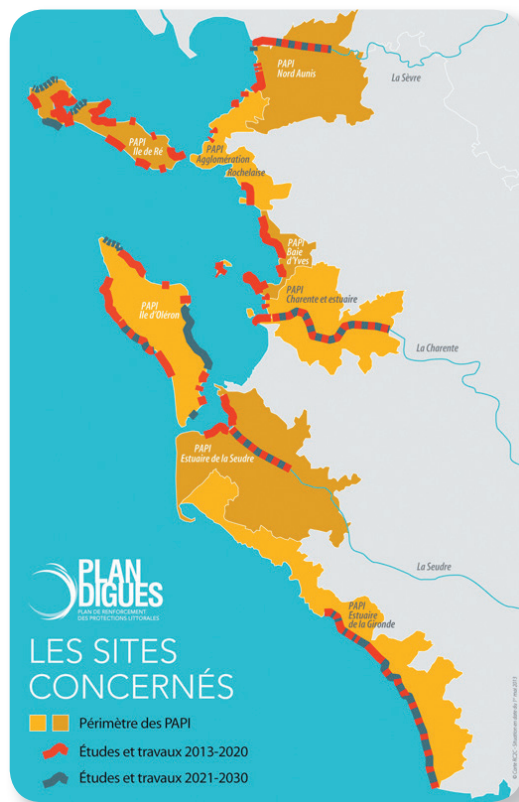 PAPI
Nord Aunis
La Sèvre
PAPI
Ile de Ré
PAPI
Agglomération
Rochelaise
PAPI
Baie
d'Yves
PAPI
Charente et estuaire
PAPI
Ile d'Oléron
La Charente
PAPI
Estuaire de la Seudre
La Seudre
PAPI
Estuaire
de la Gironde
PLAN
DIGUES
PLAN DE RENFORCEMENT
DES PROTECTIONS LITTORALES
LES SITES
CONCERNÉS
Périmètre des PAPI
Études et travaux 2013-2020
Études et travaux 2021-2030